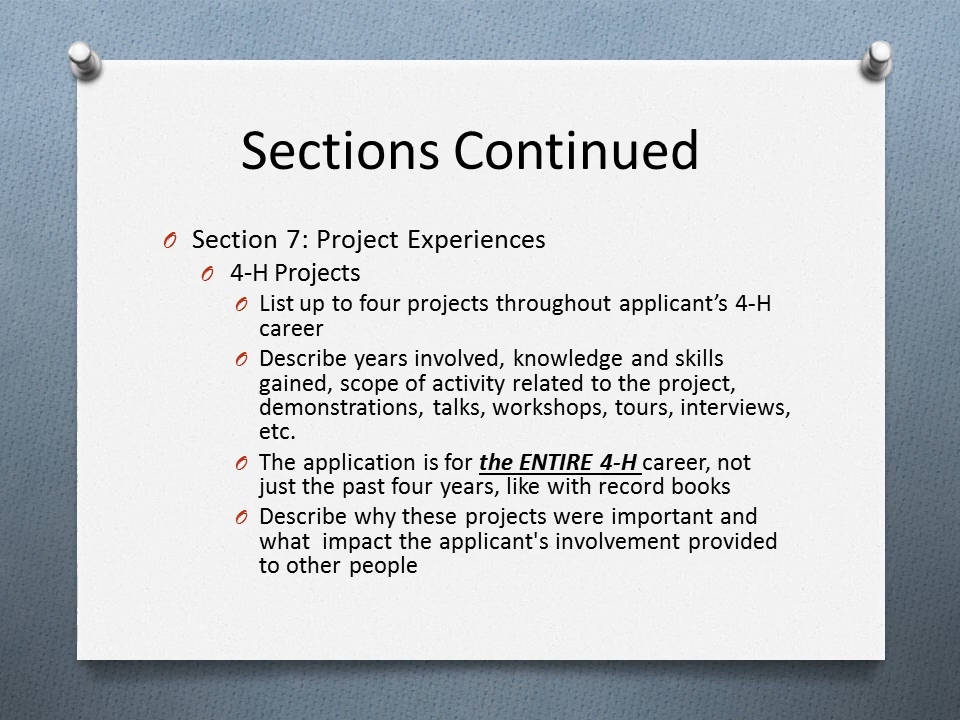 Sections Continued
Section 7: Project Experiences
4-H Projects
List up to four projects throughout applicant’s 4-H
career
Describe years involved, knowledge and skills
gained, scope of activity related to the project,
demonstrations, talks, workshops, tours, interviews,
etc.
The application is for the ENTIRE 4-H career, not
just the past four years, like with record books
Describe why these projects were important and
what  impact the applicant's involvement provided
to other people